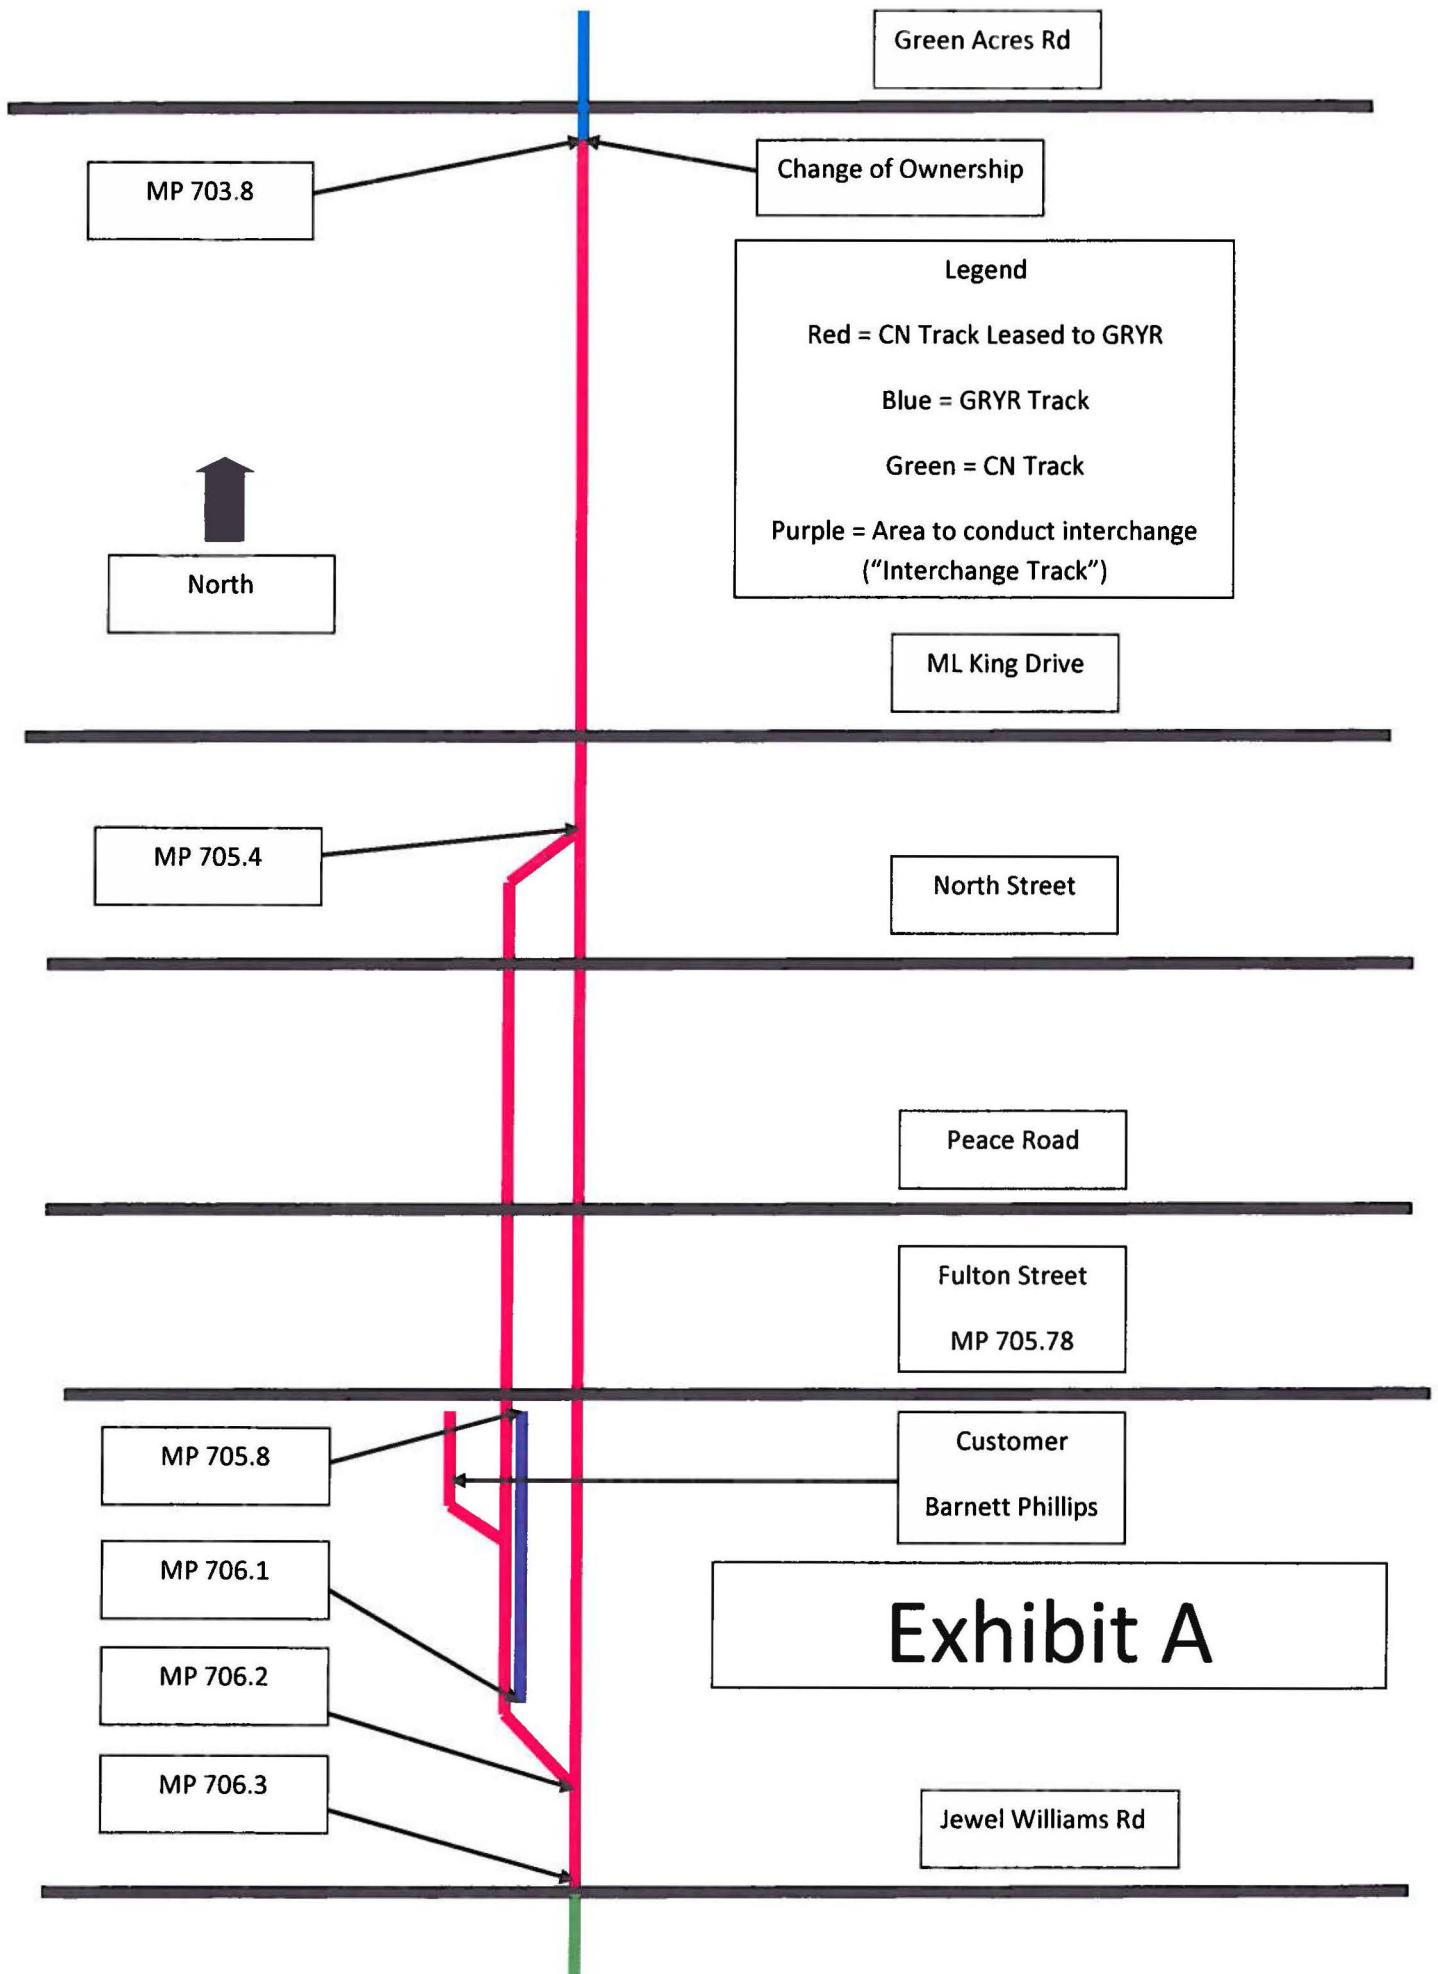 Green Acres Rd
MP 703.8
Change of Ownership
Legend
Red = CN Track Leased to GRYR
Blue = GRYR Track
Green = CN Track
Purple = Area to conduct interchange
(“Interchange Track”)
North
ML King Drive
MP 705.4
North Street
Peace Road
Fulton Street
MP 705.78
MP 705.8
Customer
Barnett Phillips
MP 706.1
Exhibit A
MP 706.2
MP 706.3
Jewel Williams Rd